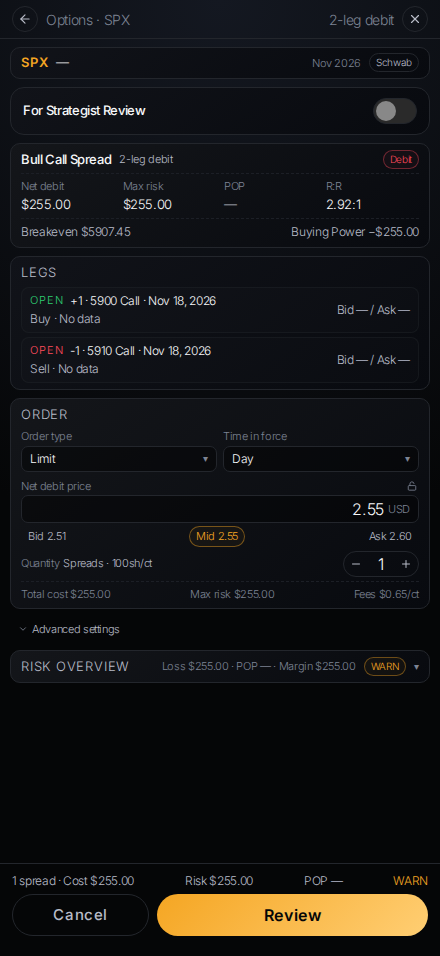 Options · SPX 2-leg debit
SPX — Nov 2026 Schwab
For Strategist Review
Bull Call Spread 2-leg debit Debit
Net debit Max risk POP R:R
$255.00 $255.00 — 2.92:1
Breakeven $5907.45 Buying Power −$255.00
LEGS
OPEN +1 · 5900 Call · Nov 18, 2026
Buy · No data Bid — / Ask —
OPEN -1 · 5910 Call · Nov 18, 2026
Sell · No data Bid — / Ask —
ORDER
Order type Time in force
Limit Day
Net debit price
2.55 USD
Bid 2.51 Mid 2.55 Ask 2.60
Quantity Spreads · 100sh/ct − 1 +
Total cost $255.00 Max risk $255.00 Fees $0.65/ct
Advanced settings
RISK OVERVIEW Loss $255.00 · POP — · Margin $255.00 WARN
1 spread · Cost $255.00 Risk $255.00 POP — WARN
Cancel Review